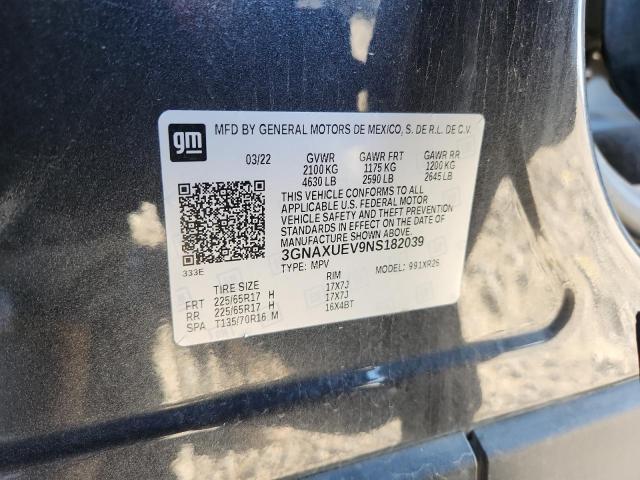 gm
MFD BY GENERAL MOTORS DE MEXICO, S. DE R.L. DE C.V.
03/22 GVWR GAWR FRT GAWR RR
2100 KG 1175 KG 1200 KG
4630 LB 2590 LB 2645 LB
THIS VEHICLE CONFORMS TO ALL
APPLICABLE U.S. FEDERAL MOTOR
VEHICLE SAFETY AND THEFT PREVENTION
STANDARDS IN EFFECT ON THE DATE OF
MANUFACTURE SHOWN ABOVE.
3GNAXUEV9NS182039
333E TYPE: MPV MODEL: 991XR26
TIRE SIZE RIM
FRT 225/65R17 H 17X7J
RR 225/65R17 H 17X7J
SPA T135/70R16 M 16X4BT